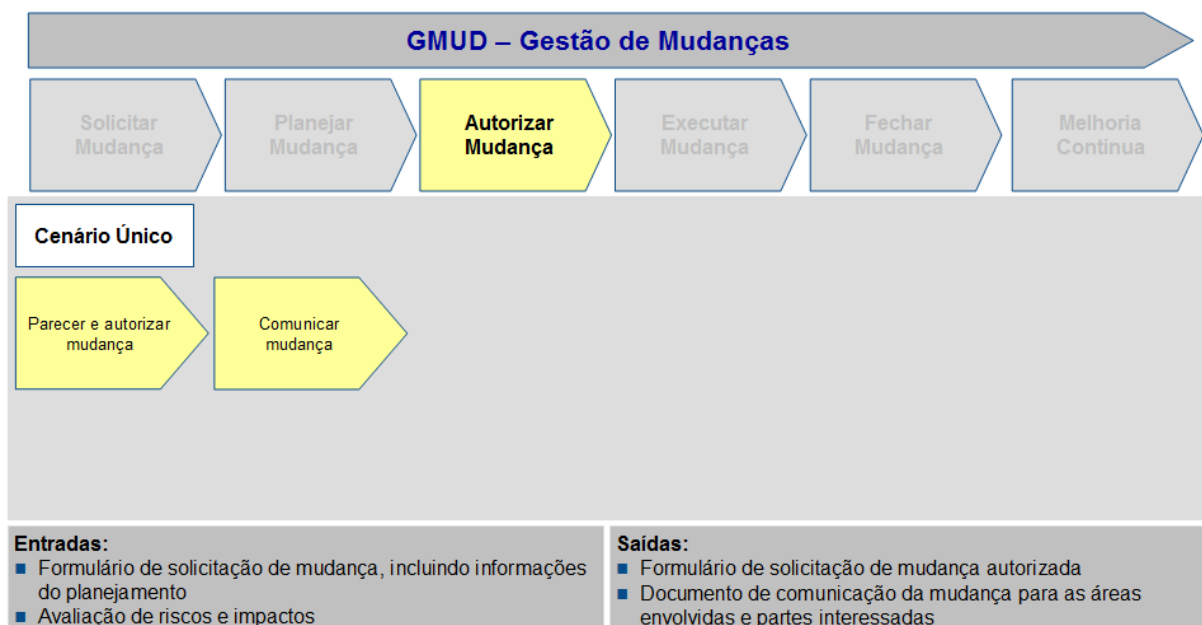 GMUD – Gestão de Mudanças
Solicitar
Mudança
Planejar
Mudança
Autorizar
Mudança
Executar
Mudança
Fechar
Mudança
Melhoria
Contínua
Cenário Único
Parecer e autorizar
mudança
Comunicar
mudança
Entradas:
■ Formulário de solicitação de mudança, incluindo informações
do planejamento
■ Avaliação de riscos e impactos
Saídas:
■ Formulário de solicitação de mudança autorizada
■ Documento de comunicação da mudança para as áreas
envolvidas e partes interessadas